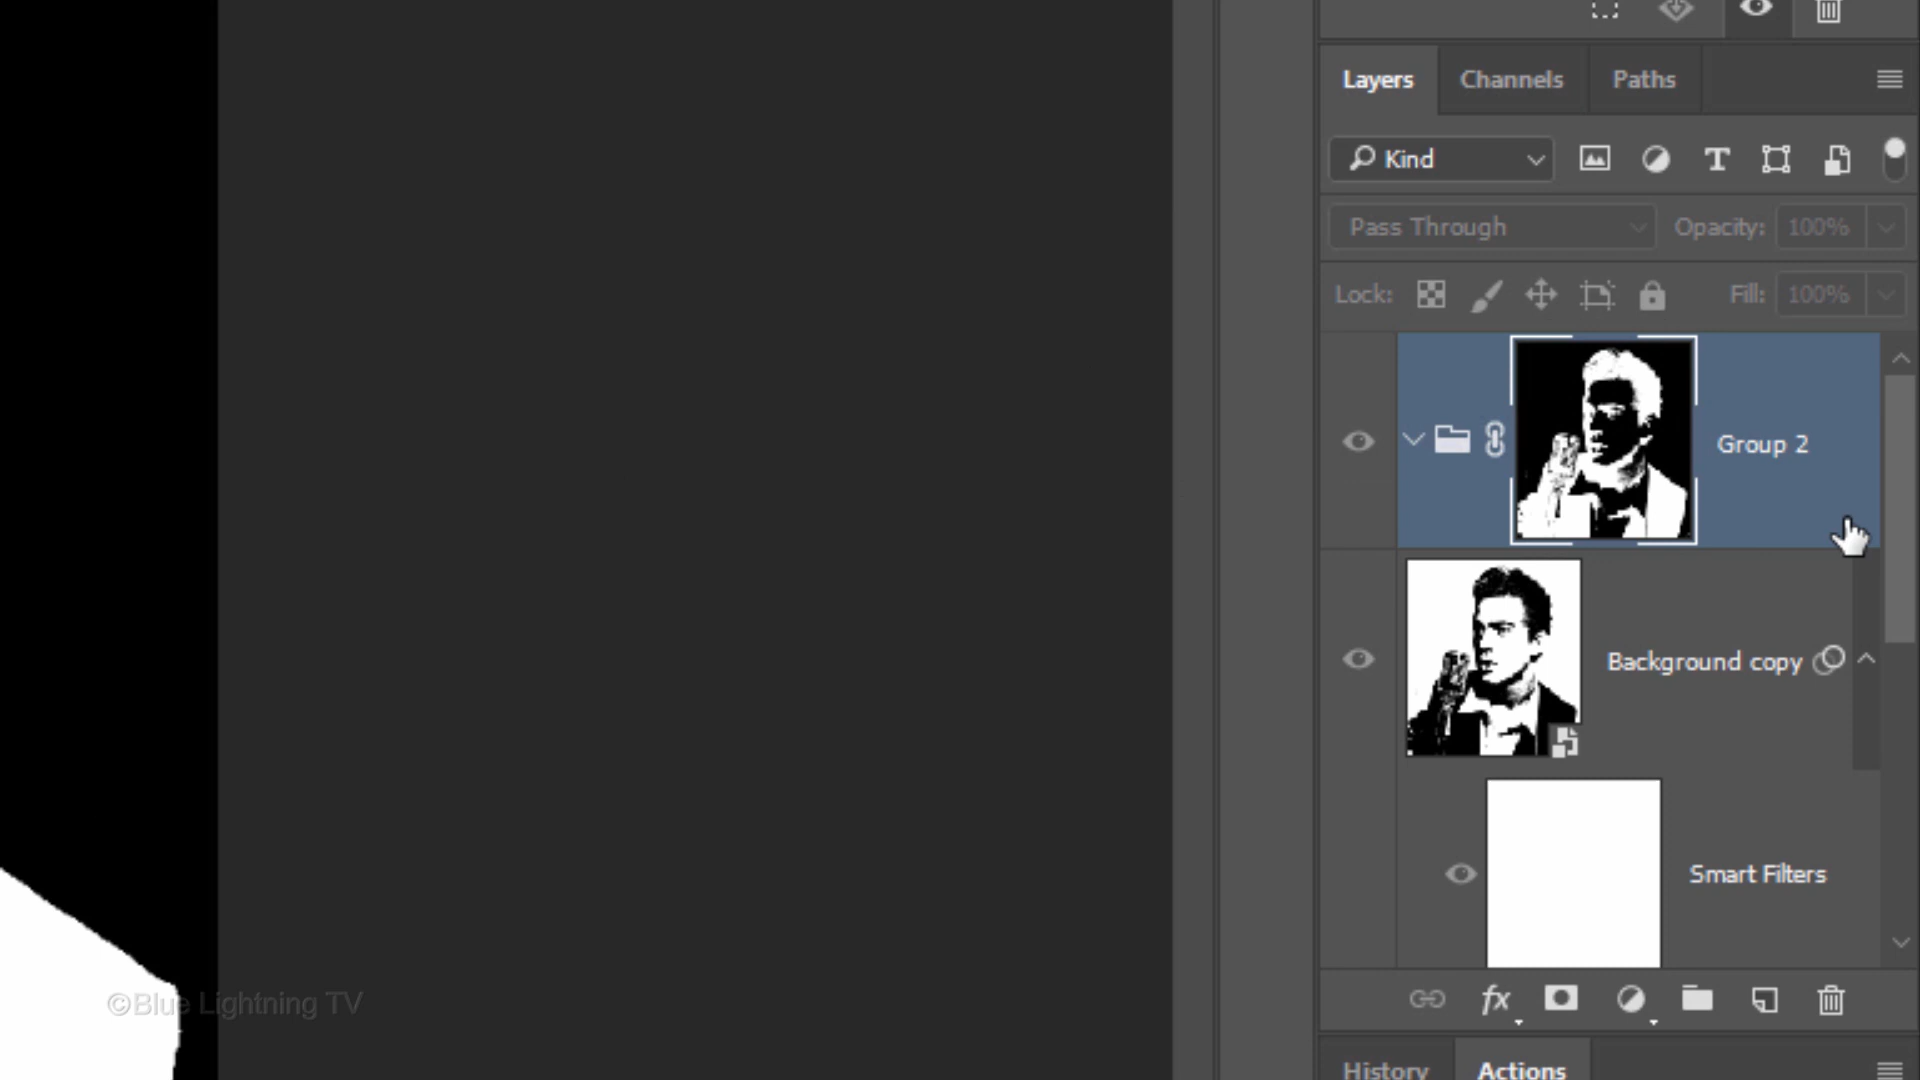 Layers Channels Paths
Kind
Pass Through Opacity: 100%
Lock: Fill: 100%
Group 2
Background copy
Smart Filters
fx
©Blue Lightning TV
History Actions